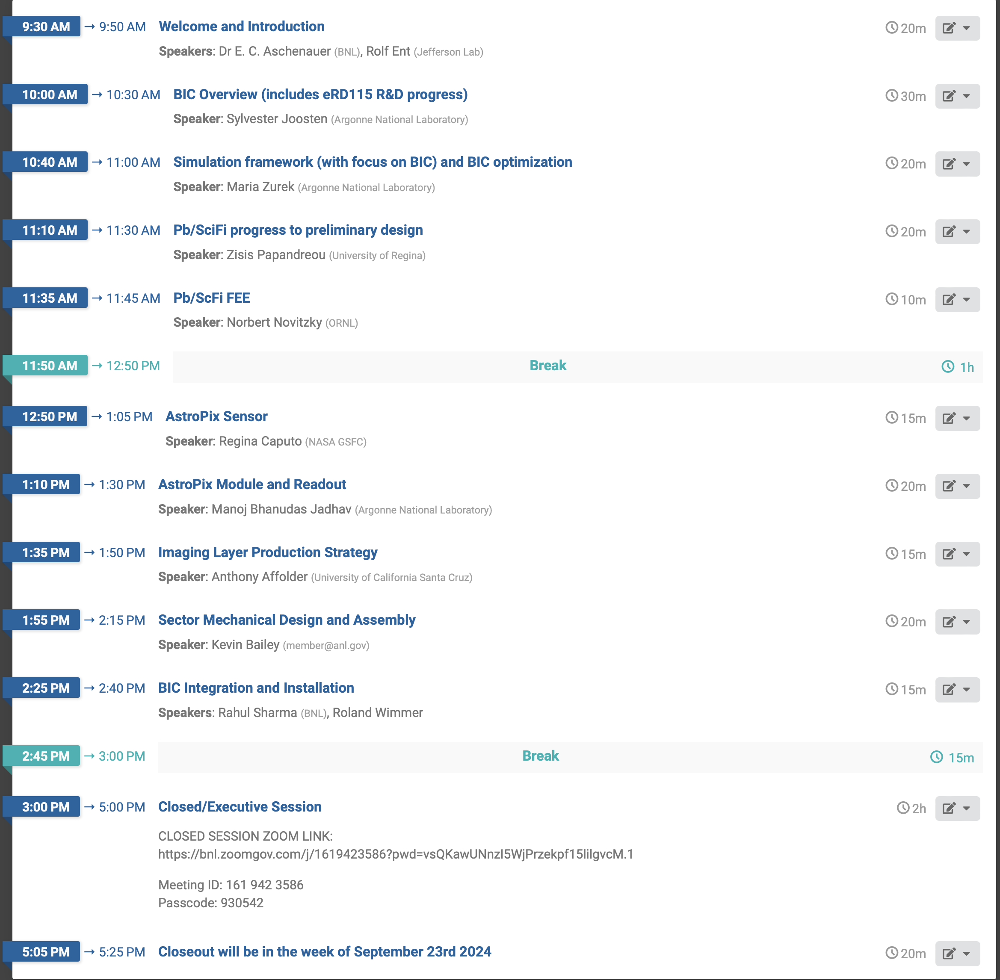 9:30 AM → 9:50 AM Welcome and Introduction 20m
Speakers: Dr E. C. Aschenauer (BNL), Rolf Ent (Jefferson Lab)
10:00 AM → 10:30 AM BIC Overview (includes eRD115 R&D progress) 30m
Speaker: Sylvester Joosten (Argonne National Laboratory)
10:40 AM → 11:00 AM Simulation framework (with focus on BIC) and BIC optimization 20m
Speaker: Maria Zurek (Argonne National Laboratory)
11:10 AM → 11:30 AM Pb/SciFi progress to preliminary design 20m
Speaker: Zisis Papandreou (University of Regina)
11:35 AM → 11:45 AM Pb/ScFi FEE 10m
Speaker: Norbert Novitzky (ORNL)
11:50 AM → 12:50 PM Break 1h
12:50 PM → 1:05 PM AstroPix Sensor 15m
Speaker: Regina Caputo (NASA GSFC)
1:10 PM → 1:30 PM AstroPix Module and Readout 20m
Speaker: Manoj Bhanudas Jadhav (Argonne National Laboratory)
1:35 PM → 1:50 PM Imaging Layer Production Strategy 15m
Speaker: Anthony Affolder (University of California Santa Cruz)
1:55 PM → 2:15 PM Sector Mechanical Design and Assembly 20m
Speaker: Kevin Bailey (member@anl.gov)
2:25 PM → 2:40 PM BIC Integration and Installation 15m
Speakers: Rahul Sharma (BNL), Roland Wimmer
2:45 PM → 3:00 PM Break 15m
3:00 PM → 5:00 PM Closed/Executive Session 2h
CLOSED SESSION ZOOM LINK:
https://bnl.zoomgov.com/j/1619423586?pwd=vsQKawUNnzI5WjPrzekpf15lilgvcM.1
Meeting ID: 161 942 3586
Passcode: 930542
5:05 PM → 5:25 PM Closeout will be in the week of September 23rd 2024 20m